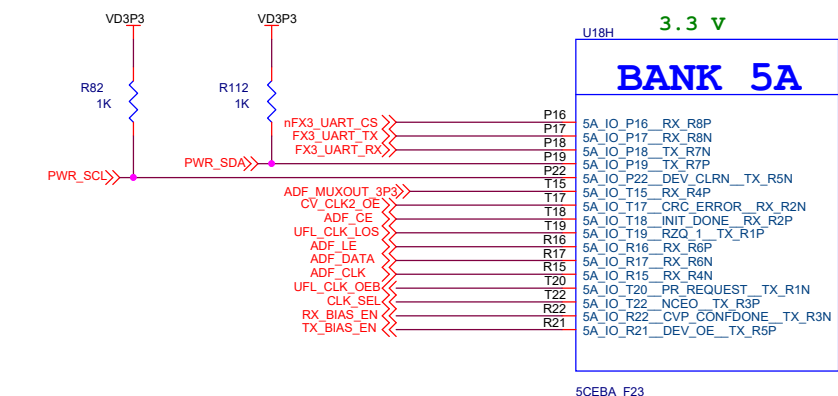 VD3P3
VD3P3
U18H
3.3 V
BANK 5A
R82
1K
R112
1K
nFX3_UART_CS P16 5A_IO_P16__RX_R8P
FX3_UART_TX P17 5A_IO_P17__RX_R8N
FX3_UART_RX P18 5A_IO_P18__TX_R7N
PWR_SDA P19 5A_IO_P19__TX_R7P
PWR_SCL P22 5A_IO_P22__DEV_CLRN__TX_R5N
ADF_MUXOUT_3P3 T15 5A_IO_T15__RX_R4P
CV_CLK2_OE T17 5A_IO_T17__CRC_ERROR__RX_R2N
ADF_CE T18 5A_IO_T18__INIT_DONE__RX_R2P
UFL_CLK_LOS T19 5A_IO_T19__RZQ_1__TX_R1P
ADF_LE R16 5A_IO_R16__RX_R6P
ADF_DATA R17 5A_IO_R17__RX_R6N
ADF_CLK R15 5A_IO_R15__RX_R4N
UFL_CLK_OEB T20 5A_IO_T20__PR_REQUEST__TX_R1N
CLK_SEL T22 5A_IO_T22__NCEO__TX_R3P
RX_BIAS_EN R22 5A_IO_R22__CVP_CONFDONE__TX_R3N
TX_BIAS_EN R21 5A_IO_R21__DEV_OE__TX_R5P
5CEBA_F23